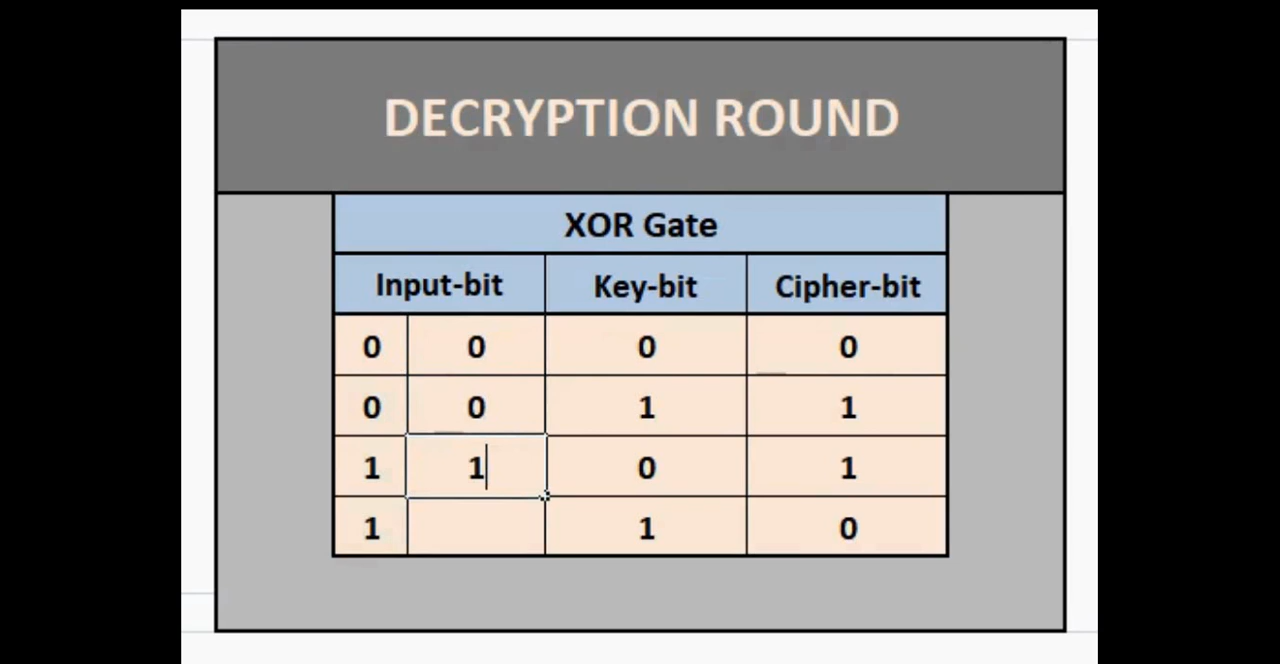 DECRYPTION ROUND
XOR Gate
Input-bit Key-bit Cipher-bit
0 0 0 0
0 0 1 1
1 1 0 1
1 1 0